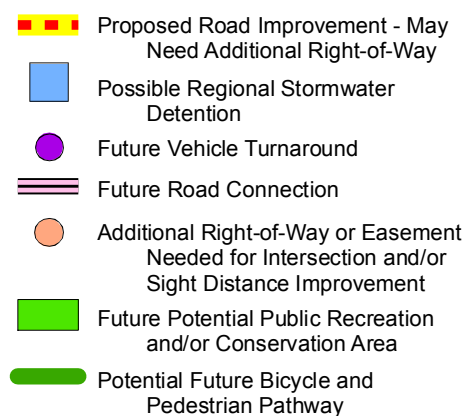 Proposed Road Improvement - May
Need Additional Right-of-Way
Possible Regional Stormwater
Detention
Future Vehicle Turnaround
Future Road Connection
Additional Right-of-Way or Easement
Needed for Intersection and/or
Sight Distance Improvement
Future Potential Public Recreation
and/or Conservation Area
Potential Future Bicycle and
Pedestrian Pathway